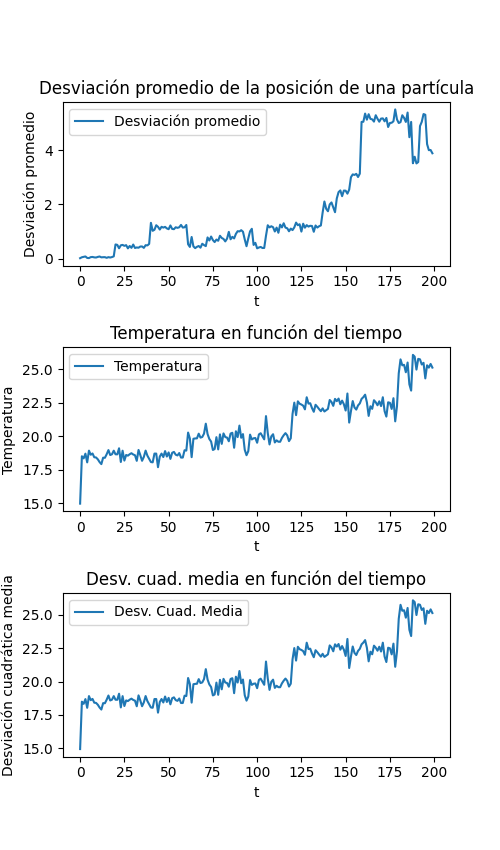 Desviación promedio de la posición de una partícula
Desviación promedio
Desviación promedio
4
2
0
0 25 50 75 100 125 150 175 200
t
Temperatura en función del tiempo
Temperatura
Temperatura
25.0
22.5
20.0
17.5
15.0
0 25 50 75 100 125 150 175 200
t
Desv. cuad. media en función del tiempo
Desviación cuadrática media
Desv. Cuad. Media
25.0
22.5
20.0
17.5
15.0
0 25 50 75 100 125 150 175 200
t